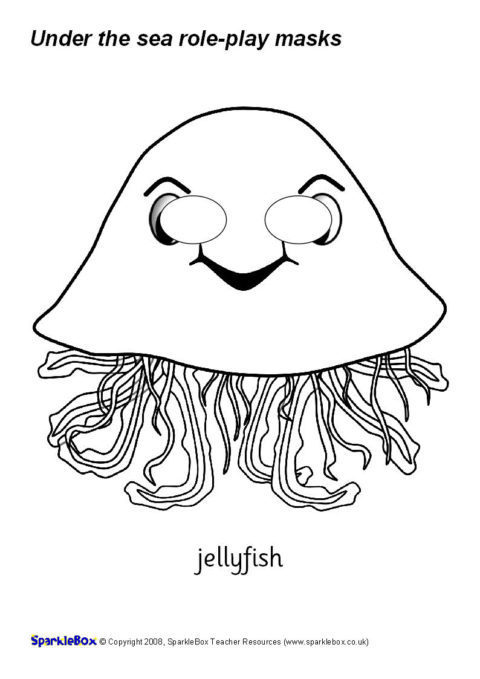 Under the sea role-play masks
jellyfish
SparkleBox © Copyright 2008, SparkleBox Teacher Resources (www.sparklebox.co.uk)